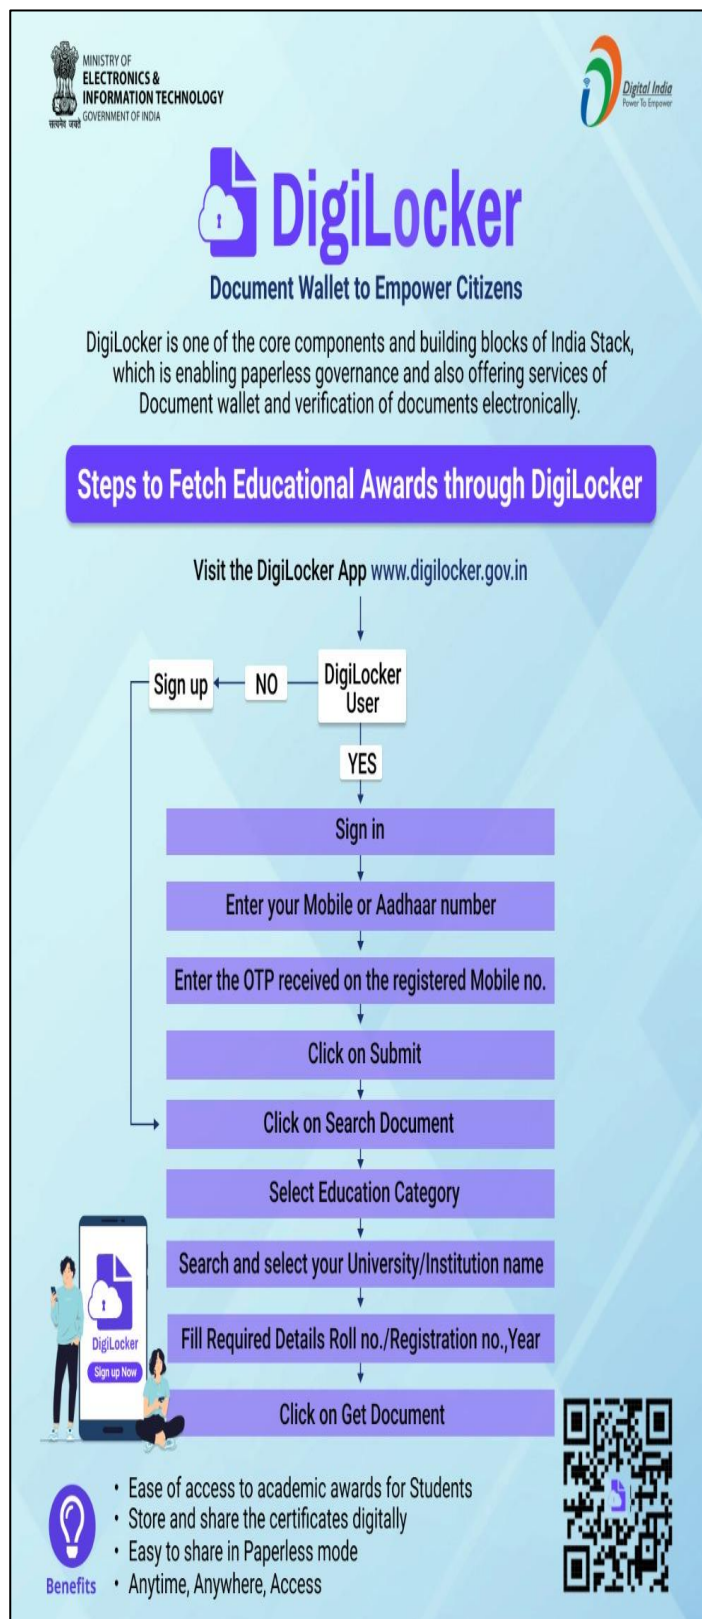 MINISTRY OF
ELECTRONICS &
INFORMATION TECHNOLOGY
GOVERNMENT OF INDIA
सत्यमेव जयते
Digital India
Power To Empower
DigiLocker
Document Wallet to Empower Citizens
DigiLocker is one of the core components and building blocks of India Stack,
which is enabling paperless governance and also offering services of
Document wallet and verification of documents electronically.
Steps to Fetch Educational Awards through DigiLocker
Visit the DigiLocker App www.digilocker.gov.in
DigiLocker
User
NO
Sign up
YES
Sign in
Enter your Mobile or Aadhaar number
Enter the OTP received on the registered Mobile no.
Click on Submit
Click on Search Document
Select Education Category
Search and select your University/Institution name
Fill Required Details Roll no./Registration no.,Year
Click on Get Document
DigiLocker
Sign up Now
Benefits
• Ease of access to academic awards for Students
• Store and share the certificates digitally
• Easy to share in Paperless mode
• Anytime, Anywhere, Access